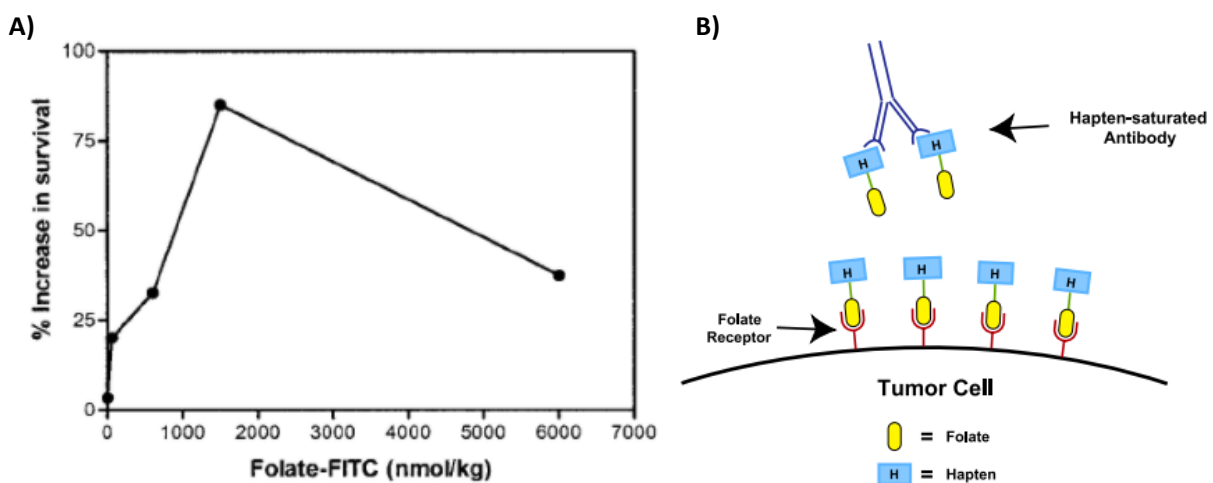 A)
100
75
50
25
0
% Increase in survival
0 1000 2000 3000 4000 5000 6000 7000
Folate-FITC (nmol/kg)
B)
Hapten-saturated
Antibody
H
H
H
H
H
H
Folate
Receptor
Tumor Cell
= Folate
H = Hapten